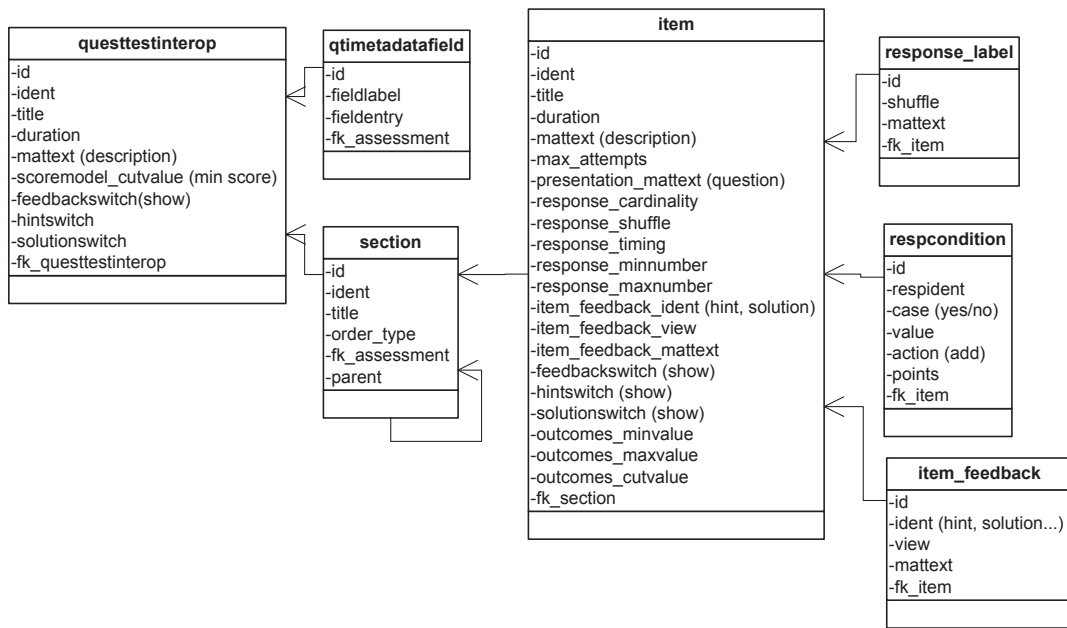 questtestinterop
-id
-ident
-title
-duration
-mattext (description)
-scoremodel_cutvalue (min score)
-feedbackswitch(show)
-hintswitch
-solutionswitch
-fk_questtestinterop
qtimetadatafield
-id
-fieldlabel
-fieldentry
-fk_assessment
section
-id
-ident
-title
-order_type
-fk_assessment
-parent
item
-id
-ident
-title
-duration
-mattext (description)
-max_attempts
-presentation_mattext (question)
-response_cardinality
-response_shuffle
-response_timing
-response_minnumber
-response_maxnumber
-item_feedback_ident (hint, solution)
-item_feedback_view
-item_feedback_mattext
-feedbackswitch (show)
-hintswitch (show)
-solutionswitch (show)
-outcomes_minvalue
-outcomes_maxvalue
-outcomes_cutvalue
-fk_section
response_label
-id
-shuffle
-mattext
-fk_item
respcondition
-id
-respident
-case (yes/no)
-value
-action (add)
-points
-fk_item
item_feedback
-id
-ident (hint, solution...)
-view
-mattext
-fk_item